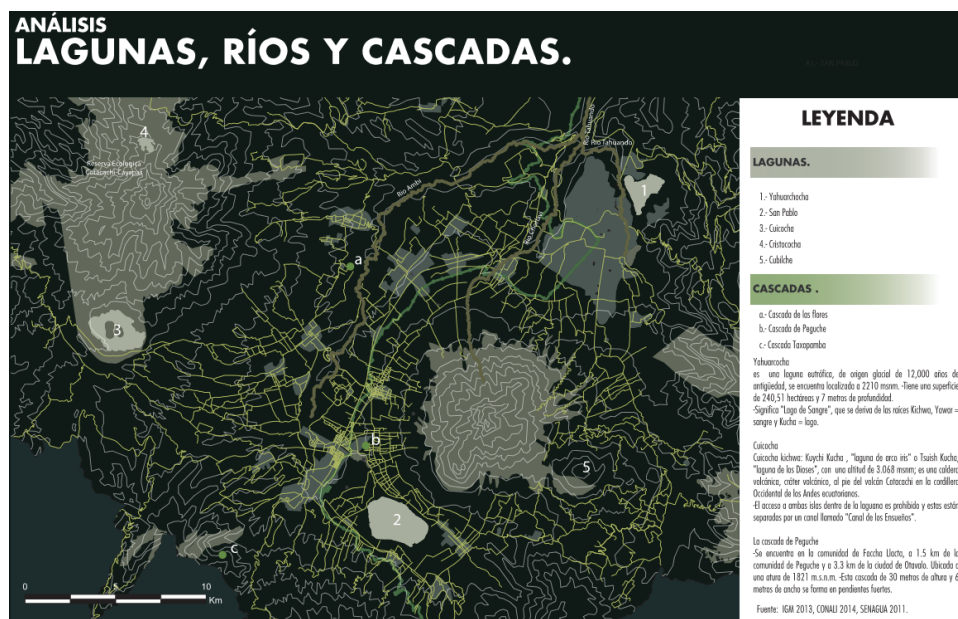 ANÁLISIS
LAGUNAS, RÍOS Y CASCADAS.
4
Reserva Ecológica
Cotacachi-Cayapas
Río Ambi
Río Tahuando
Río Tahuando
1
a
3
b
5
2
c
0 5 10
Km
LEYENDA
LAGUNAS.
1.- Yahuarchocha
2.- San Pablo
3.- Cuicocha
4.- Cristococha
5.- Cubilche
CASCADAS .
a.- Cascada de las flores
b.- Cascada de Peguche
c.- Cascada Taxopamba
Yahuarcocha
es una laguna eutrófica, de origen glacial de 12,000 años de
antigüedad, se encuentra localizada a 2210 msnm. -Tiene una superficie
de 240,51 hectáreas y 7 metros de profundidad.
-Significa "Lago de Sangre", que se deriva de las raíces Kichwa, Yawar =
sangre y Kucha = lago.
Cuicocha
Cuicocha kichwa: Kuychi Kucha , "laguna de arco iris" o Tsuish Kucha,
"laguna de los Dioses", con una altitud de 3.068 msnm; es una caldera
volcánica, cráter volcánico, al pie del volcán Cotacachi en la cordillera
Occidental de los Andes ecuatorianos.
-El acceso a ambas islas dentro de la laguana es prohibido y estas están
separadas por un canal llamado "Canal de los Ensueños".
La cascada de Peguche
-Se encuentra en la comunidad de Faccha Llacta, a 1.5 km de la
comunidad de Peguche y a 3.3 km de la ciudad de Otavalo. Ubicada a
una atura de 1821 m.s.n.m. -Esta cascada de 30 metros de altura y 6
metros de ancho se forma en pendientes fuertes.
Fuente: IGM 2013, CONALI 2014, SENAGUA 2011.